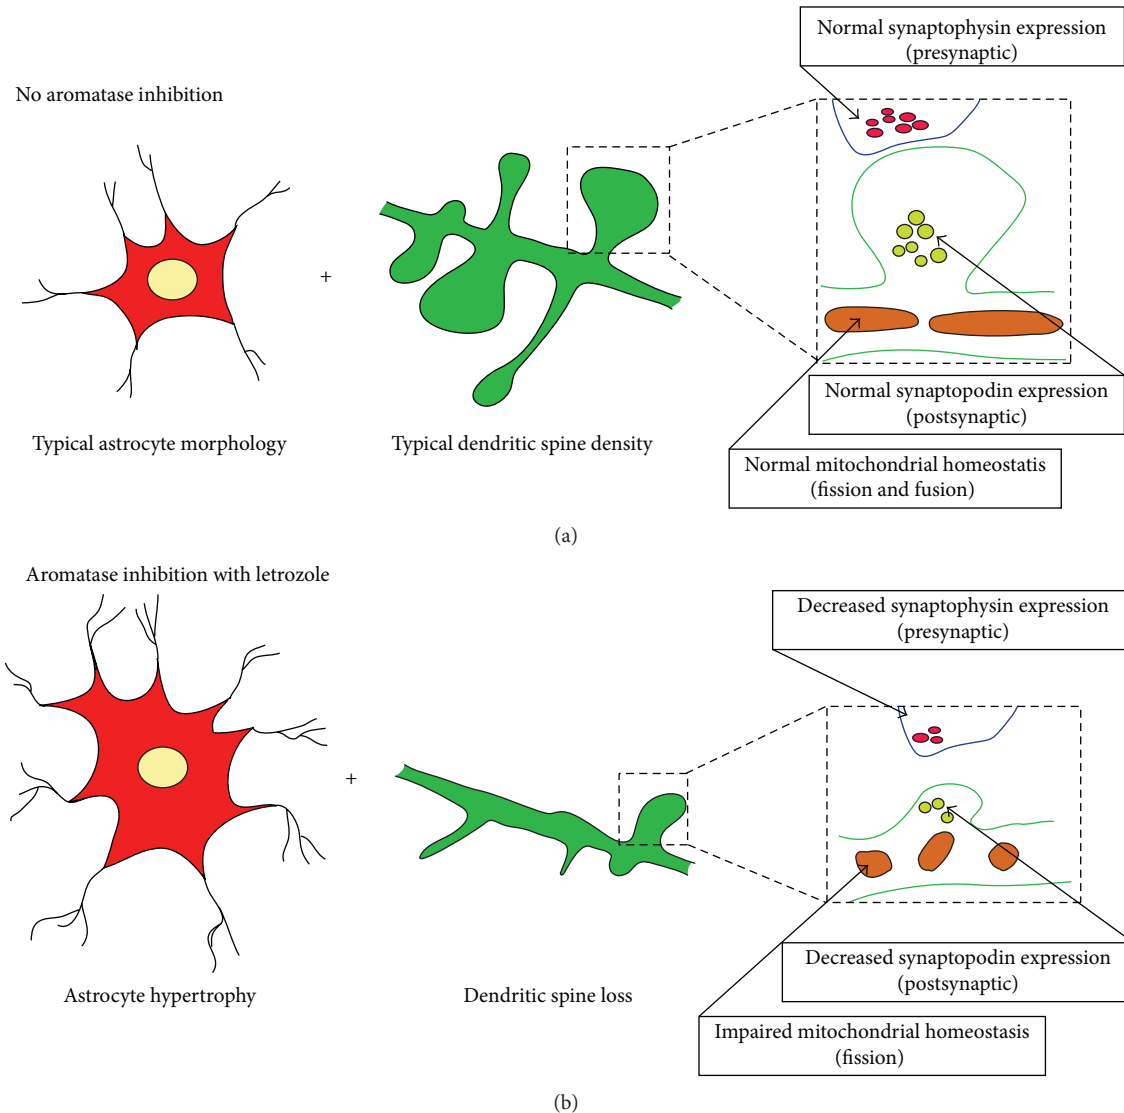 Normal synaptophysin expression
(presynaptic)
No aromatase inhibition
+
Normal synaptopodin expression
(postsynaptic)
Typical astrocyte morphology
Typical dendritic spine density
Normal mitochondrial homeostatis
(fission and fusion)
(a)
Aromatase inhibition with letrozole
Decreased synaptophysin expression
(presynaptic)
+
Decreased synaptopodin expression
(postsynaptic)
Astrocyte hypertrophy
Dendritic spine loss
Impaired mitochondrial homeostasis
(fission)
(b)